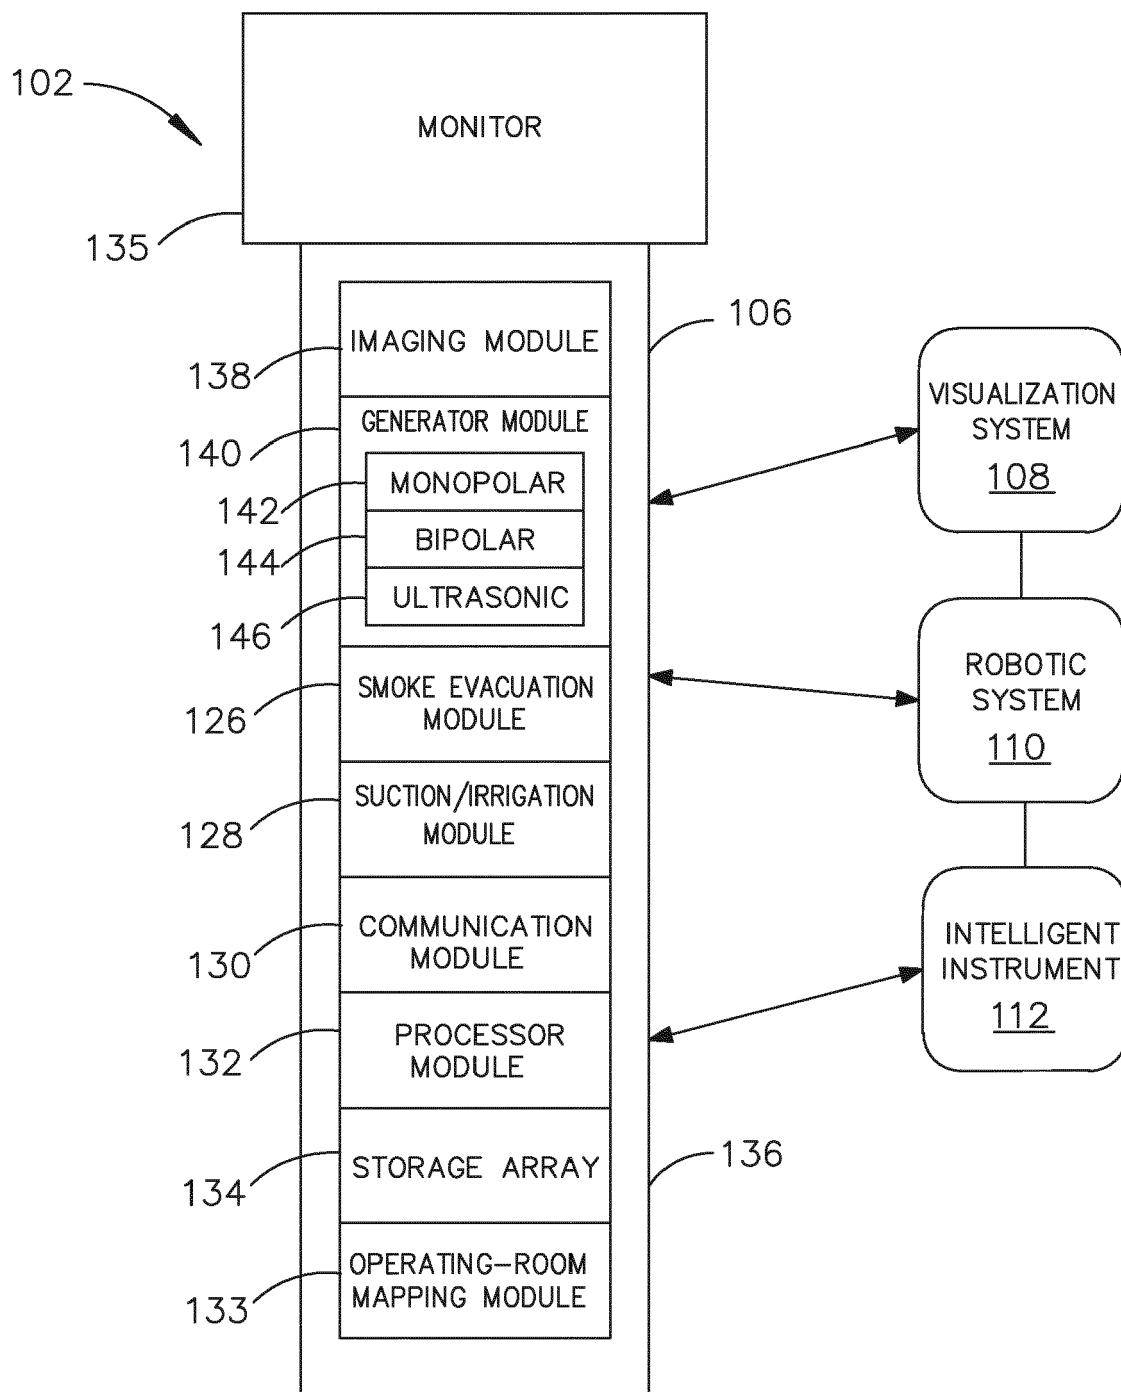 102
MONITOR
135
IMAGING MODULE
138
106
GENERATOR MODULE
140
MONOPOLAR
142
BIPOLAR
144
ULTRASONIC
146
SMOKE EVACUATION
MODULE
126
SUCTION/IRRIGATION
MODULE
128
COMMUNICATION
MODULE
130
PROCESSOR
MODULE
132
STORAGE ARRAY
134
136
OPERATING-ROOM
MAPPING MODULE
133
VISUALIZATION
SYSTEM
108
ROBOTIC
SYSTEM
110
INTELLIGENT
INSTRUMENT
112